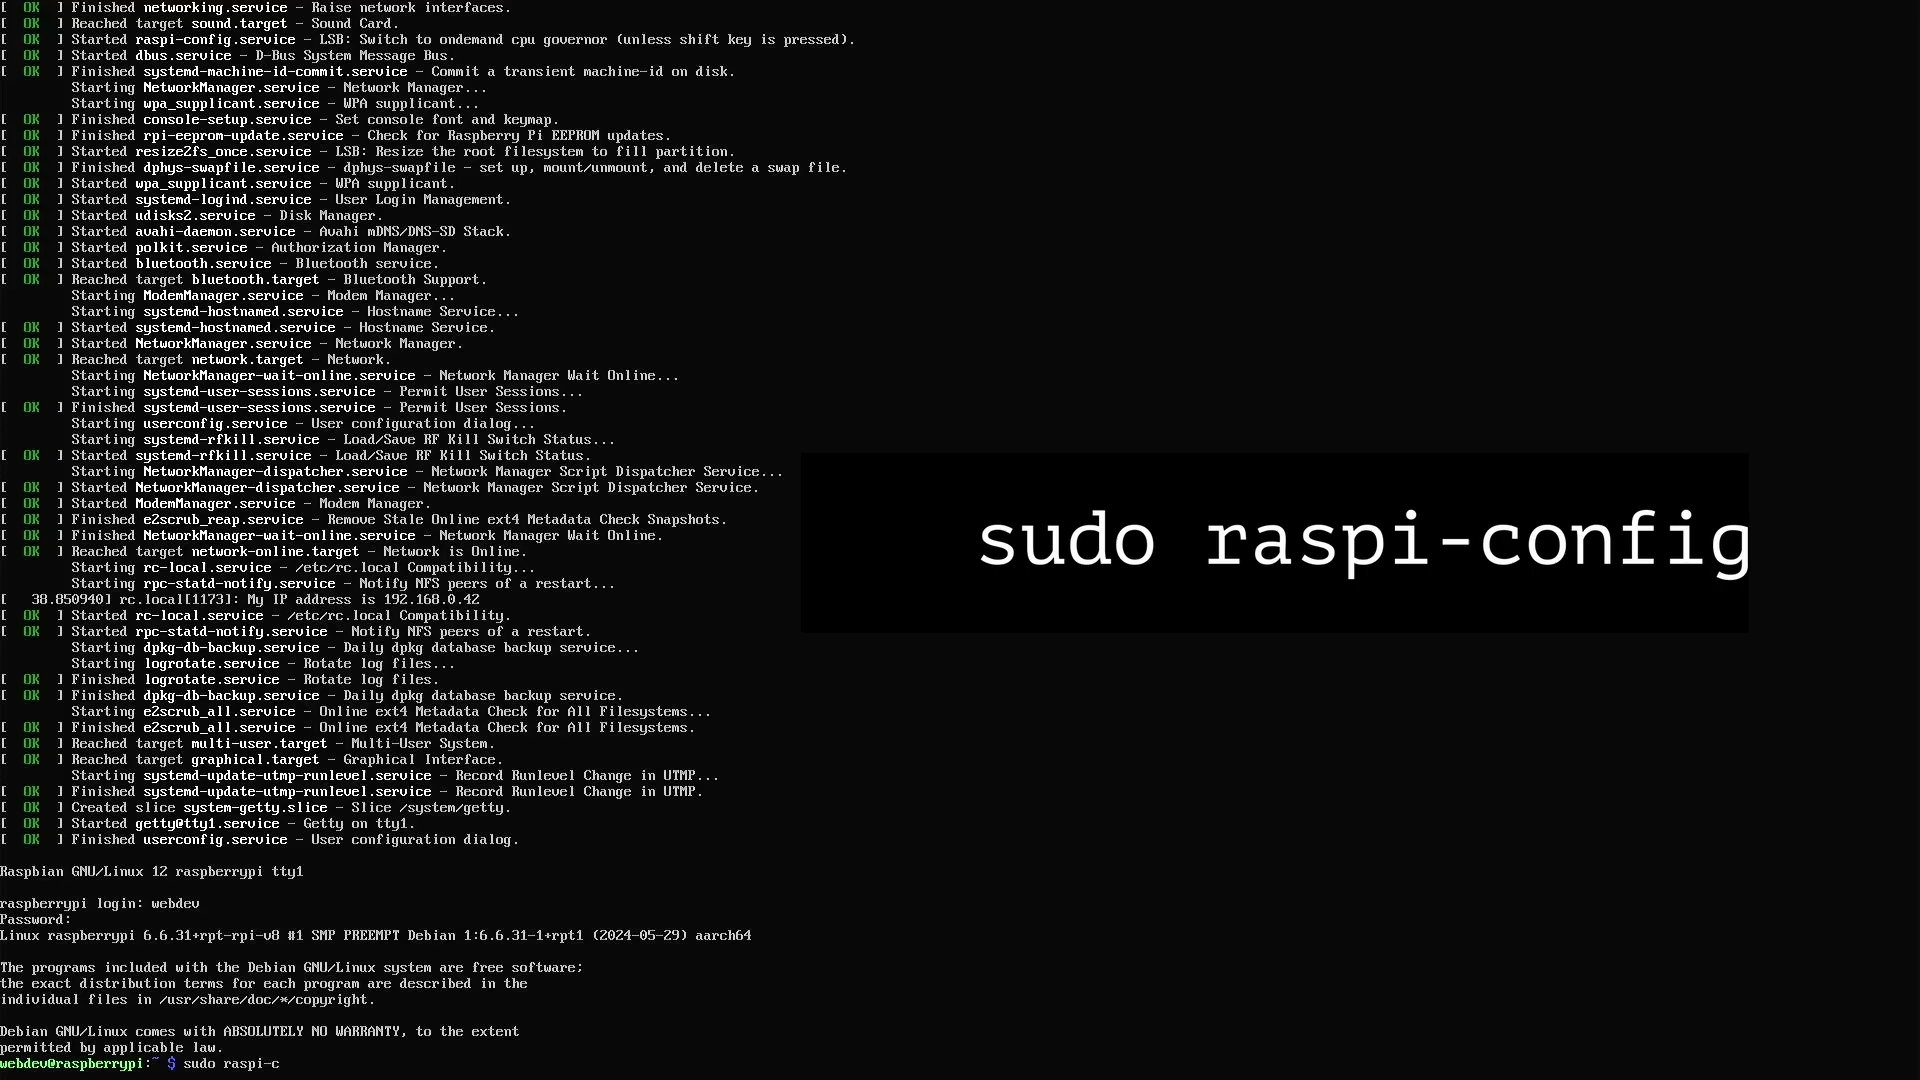 [  OK  ] Finished networking.service - Raise network interfaces.
[  OK  ] Reached target sound.target - Sound Card.
[  OK  ] Started raspi-config.service - LSB: Switch to ondemand cpu governor (unless shift key is pressed).
[  OK  ] Started dbus.service - D-Bus System Message Bus.
[  OK  ] Finished systemd-machine-id-commit.service - Commit a transient machine-id on disk.
         Starting NetworkManager.service - Network Manager...
         Starting wpa_supplicant.service - WPA supplicant...
[  OK  ] Finished console-setup.service - Set console font and keymap.
[  OK  ] Finished rpi-eeprom-update.service - Check for Raspberry Pi EEPROM updates.
[  OK  ] Started resize2fs_once.service - LSB: Resize the root filesystem to fill partition.
[  OK  ] Finished dphys-swapfile.service - dphys-swapfile - set up, mount/unmount, and delete a swap file.
[  OK  ] Started wpa_supplicant.service - WPA supplicant.
[  OK  ] Started systemd-logind.service - User Login Management.
[  OK  ] Started udisks2.service - Disk Manager.
[  OK  ] Started avahi-daemon.service - Avahi mDNS/DNS-SD Stack.
[  OK  ] Started polkit.service - Authorization Manager.
[  OK  ] Started bluetooth.service - Bluetooth service.
[  OK  ] Reached target bluetooth.target - Bluetooth Support.
         Starting ModemManager.service - Modem Manager...
         Starting systemd-hostnamed.service - Hostname Service...
[  OK  ] Started systemd-hostnamed.service - Hostname Service.
[  OK  ] Started NetworkManager.service - Network Manager.
[  OK  ] Reached target network.target - Network.
         Starting NetworkManager-wait-online.service - Network Manager Wait Online...
         Starting systemd-user-sessions.service - Permit User Sessions...
[  OK  ] Finished systemd-user-sessions.service - Permit User Sessions.
         Starting userconfig.service - User configuration dialog...
         Starting systemd-rfkill.service - Load/Save RF Kill Switch Status...
[  OK  ] Started systemd-rfkill.service - Load/Save RF Kill Switch Status.
         Starting NetworkManager-dispatcher.service - Network Manager Script Dispatcher Service...
[  OK  ] Started NetworkManager-dispatcher.service - Network Manager Script Dispatcher Service.
[  OK  ] Started ModemManager.service - Modem Manager.
[  OK  ] Finished e2scrub_reap.service - Remove Stale Online ext4 Metadata Check Snapshots.
[  OK  ] Finished NetworkManager-wait-online.service - Network Manager Wait Online.
[  OK  ] Reached target network-online.target - Network is Online.
         Starting rc-local.service - /etc/rc.local Compatibility...
         Starting rpc-statd-notify.service - Notify NFS peers of a restart...
[   38.850940] rc.local[1173]: My IP address is 192.168.0.42
[  OK  ] Started rc-local.service - /etc/rc.local Compatibility.
[  OK  ] Started rpc-statd-notify.service - Notify NFS peers of a restart.
         Starting dpkg-db-backup.service - Daily dpkg database backup service...
         Starting logrotate.service - Rotate log files...
[  OK  ] Finished logrotate.service - Rotate log files.
[  OK  ] Finished dpkg-db-backup.service - Daily dpkg database backup service.
         Starting e2scrub_all.service - Online ext4 Metadata Check for All Filesystems...
[  OK  ] Finished e2scrub_all.service - Online ext4 Metadata Check for All Filesystems.
[  OK  ] Reached target multi-user.target - Multi-User System.
[  OK  ] Reached target graphical.target - Graphical Interface.
         Starting systemd-update-utmp-runlevel.service - Record Runlevel Change in UTMP...
[  OK  ] Finished systemd-update-utmp-runlevel.service - Record Runlevel Change in UTMP.
[  OK  ] Created slice system-getty.slice - Slice /system/getty.
[  OK  ] Started getty@tty1.service - Getty on tty1.
[  OK  ] Finished userconfig.service - User configuration dialog.
Raspbian GNU/Linux 12 raspberrypi tty1
raspberrypi login: webdev
Password:
Linux raspberrypi 6.6.31+rpt-rpi-v8 #1 SMP PREEMPT Debian 1:6.6.31-1+rpt1 (2024-05-29) aarch64
The programs included with the Debian GNU/Linux system are free software;
the exact distribution terms for each program are described in the
individual files in /usr/share/doc/*/copyright.
Debian GNU/Linux comes with ABSOLUTELY NO WARRANTY, to the extent
permitted by applicable law.
webdev@raspberrypi:~ $ sudo raspi-c
sudo raspi-config